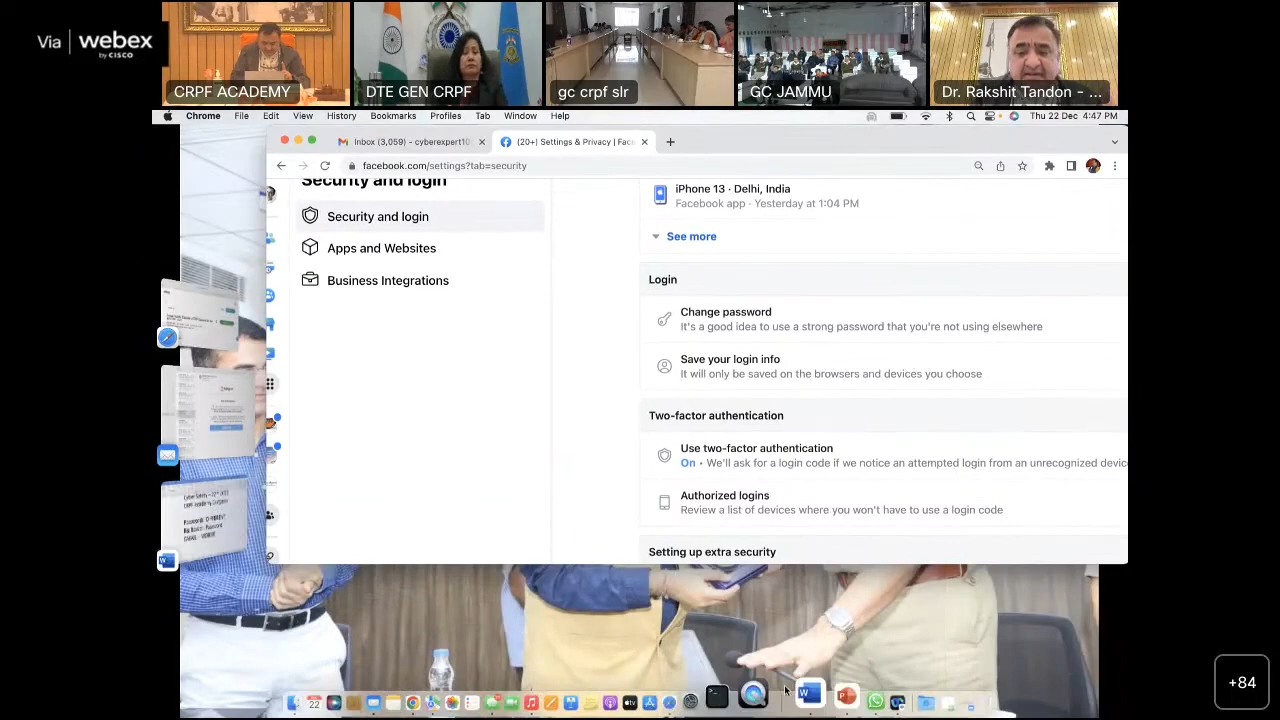 Via webex
by CISCO
CRPF ACADEMY
DTE GEN CRPF
gc crpf slr
GC JAMMU
Dr. Rakshit Tandon - ...
Chrome File Edit View History Bookmarks Profiles Tab Window Help
Thu 22 Dec 4:47 PM
Inbox (3,059) - cyberexpert10
(20+) Settings & Privacy | Fac
facebook.com/settings?tab=security
Security and login
Security and login
Apps and Websites
Business Integrations
iPhone 13 · Delhi, India
Facebook app · Yesterday at 1:04 PM
See more
Login
Change password
It's a good idea to use a strong password that you're not using elsewhere
Save your login info
It will only be saved on the browsers and devices you choose
Two-factor authentication
Use two-factor authentication
On · We'll ask for a login code if we notice an attempted login from an unrecognized devic
Authorized logins
Review a list of devices where you won't have to use a login code
Setting up extra security
22
+84